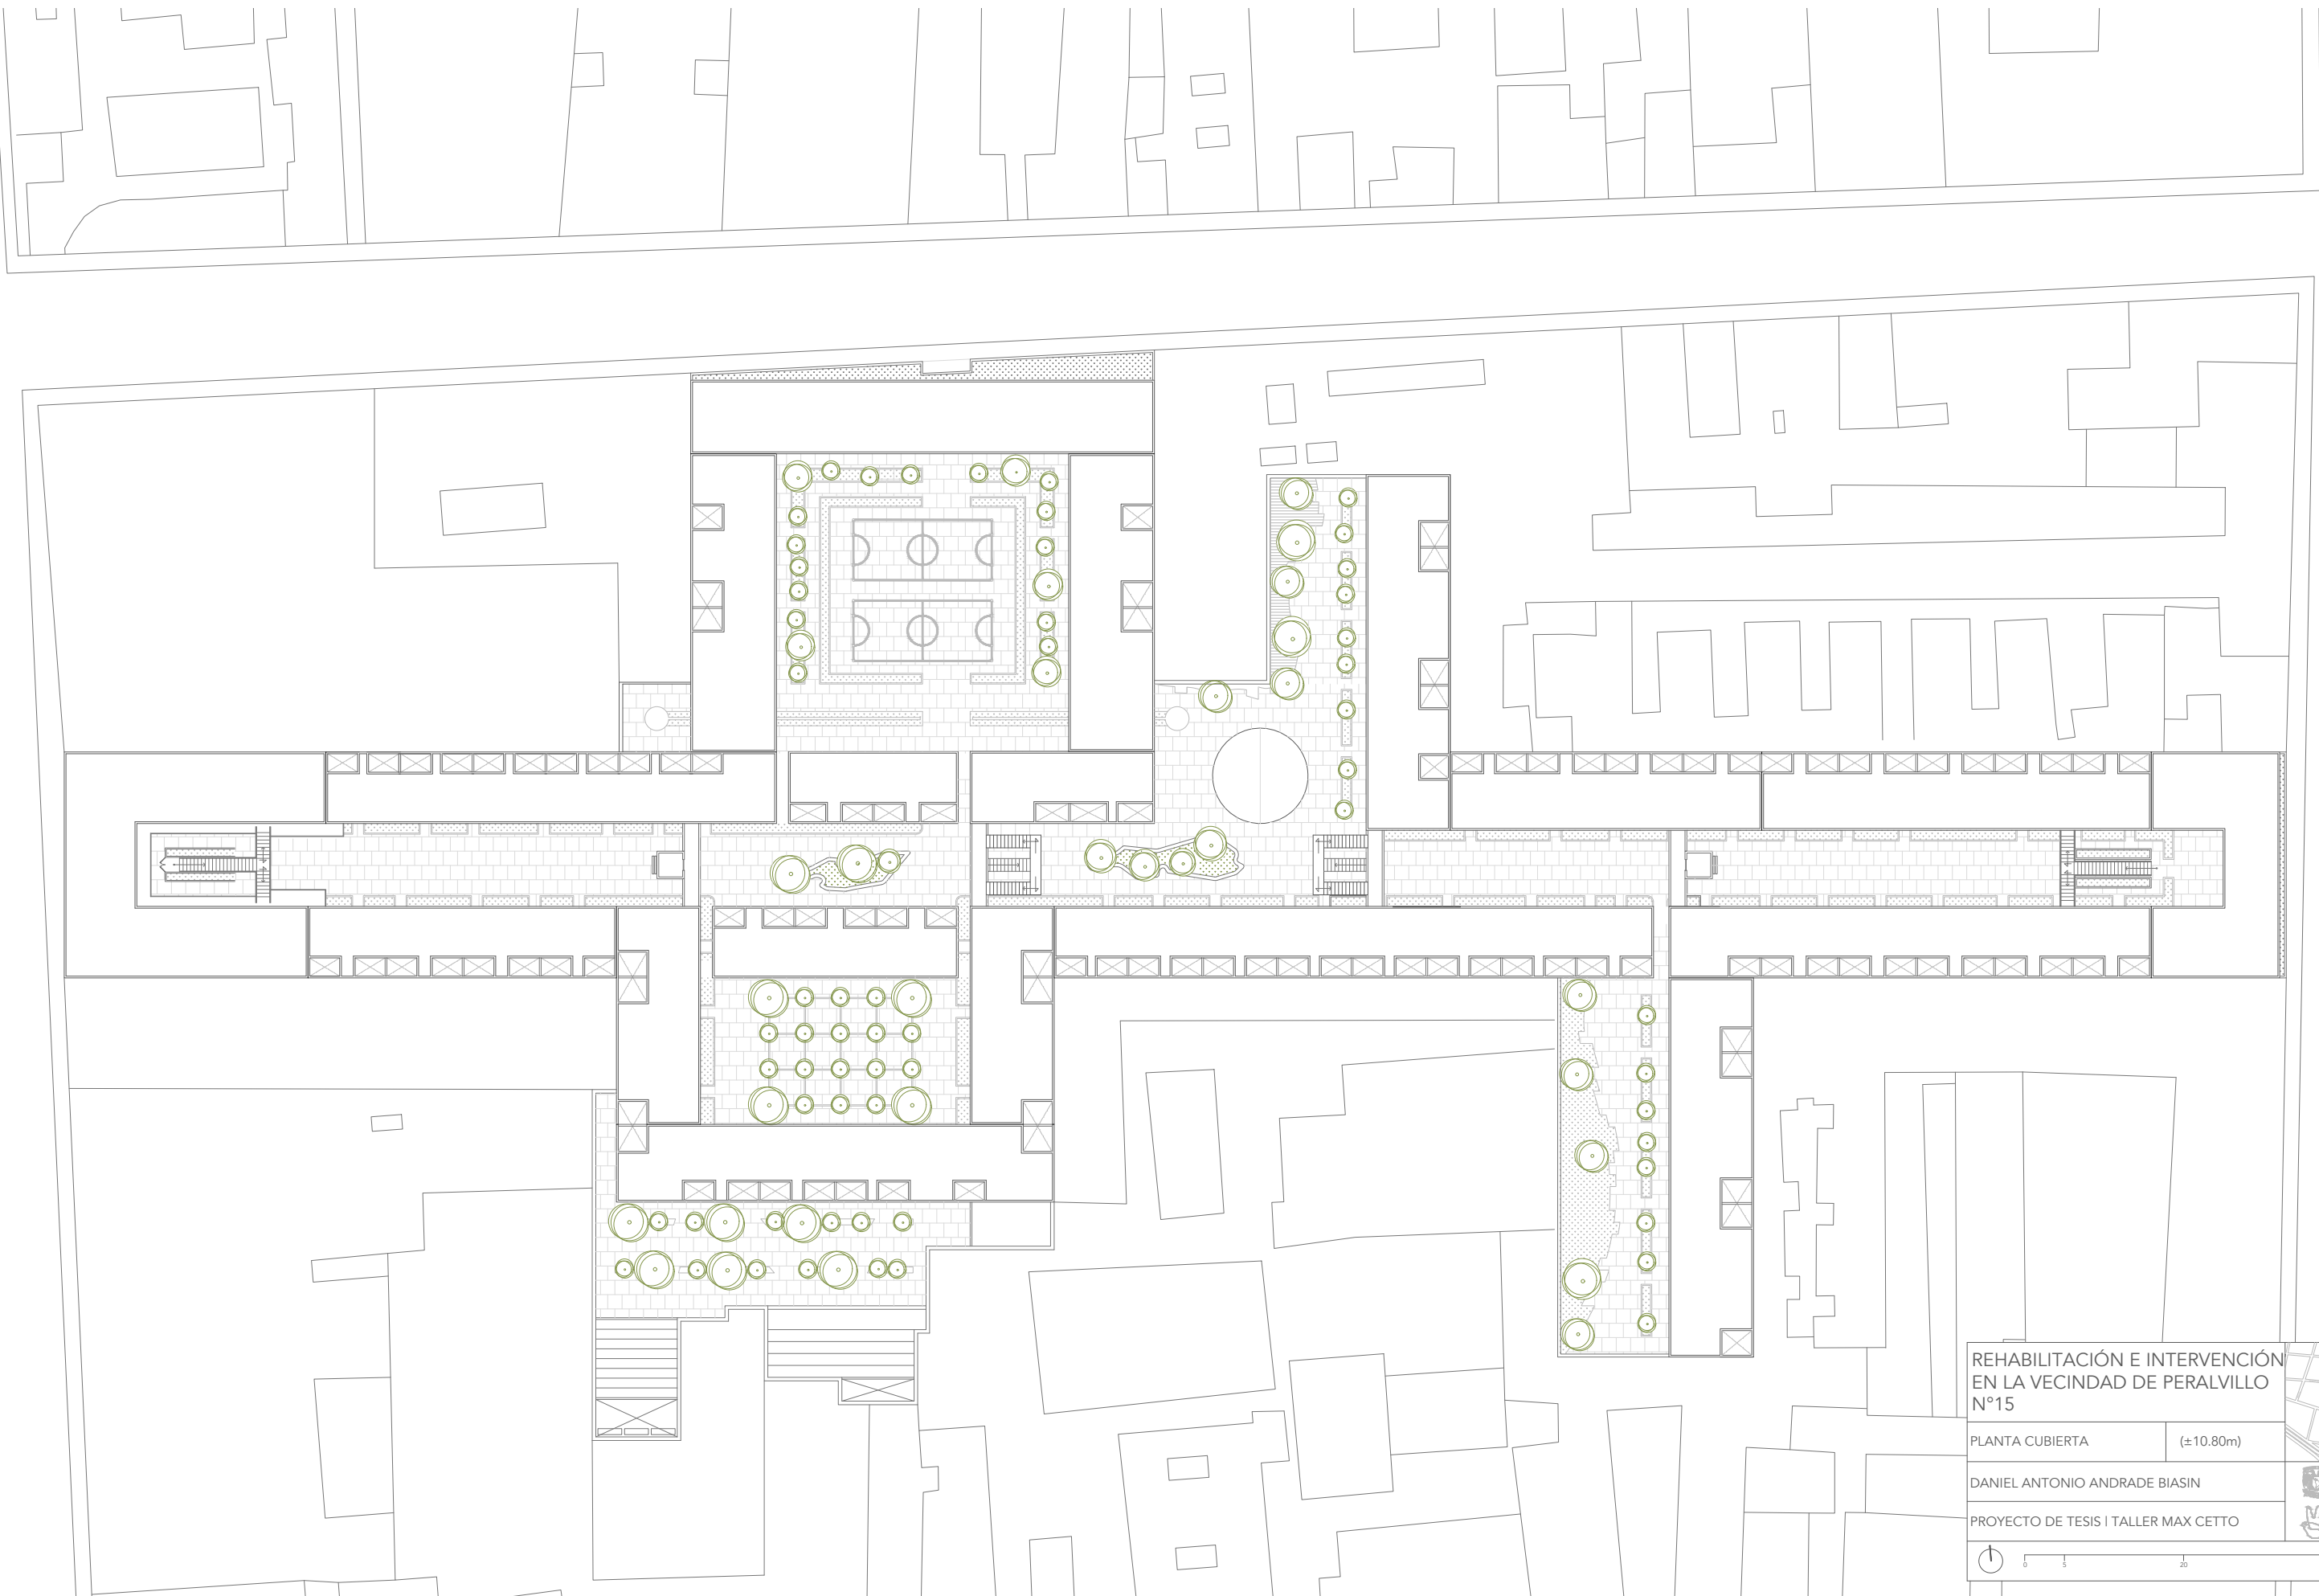 REHABILITACIÓN E INTERVENCIÓN
EN LA VECINDAD DE PERALVILLO
N°15
PLANTA CUBIERTA (±10.80m)
DANIEL ANTONIO ANDRADE BIASIN
PROYECTO DE TESIS | TALLER MAX CETTO
0 5 20